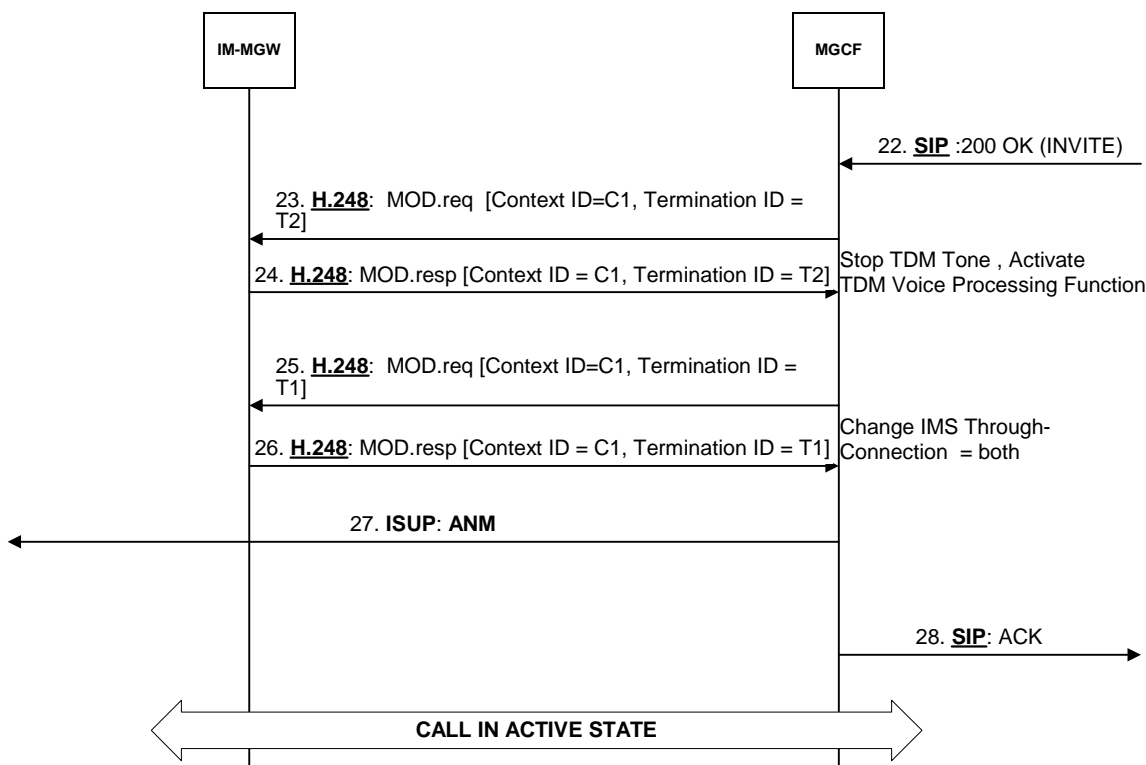 IM-MGW
MGCF
22. SIP :200 OK (INVITE)
23. H.248:  MOD.req  [Context ID=C1, Termination ID =
T2]
24. H.248: MOD.resp [Context ID = C1, Termination ID = T2]
Stop TDM Tone , Activate
TDM Voice Processing Function
25. H.248:  MOD.req [Context ID=C1, Termination ID =
T1]
26. H.248: MOD.resp [Context ID = C1, Termination ID = T1]
Change IMS Through-
Connection  = both
27. ISUP: ANM
28. SIP: ACK
CALL IN ACTIVE STATE